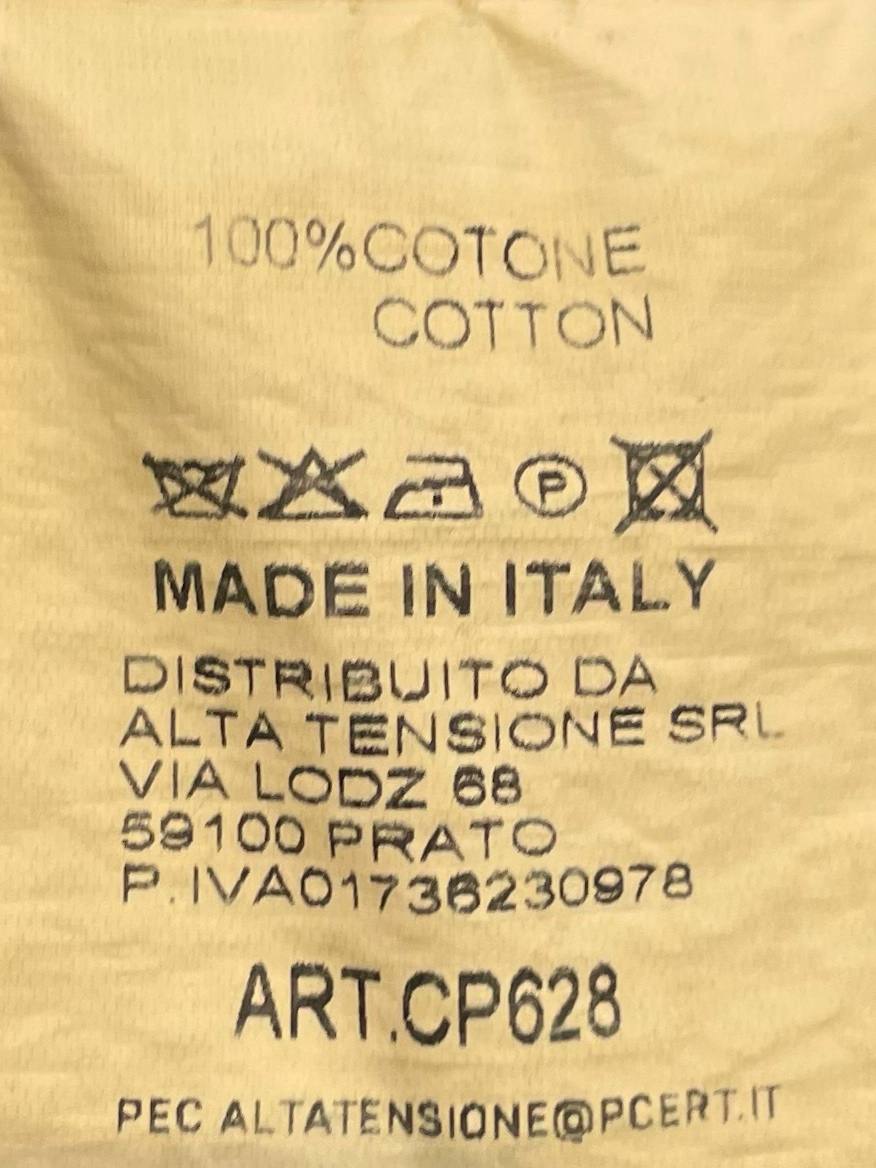 100%COTONE
COTTON
P
MADE IN ITALY
DISTRIBUITO DA
ALTA TENSIONE SRL
VIA LODZ 68
59100 PRATO
P.IVA01736230978
ART.CP628
PEC ALTATENSIONE@PCERT.IT